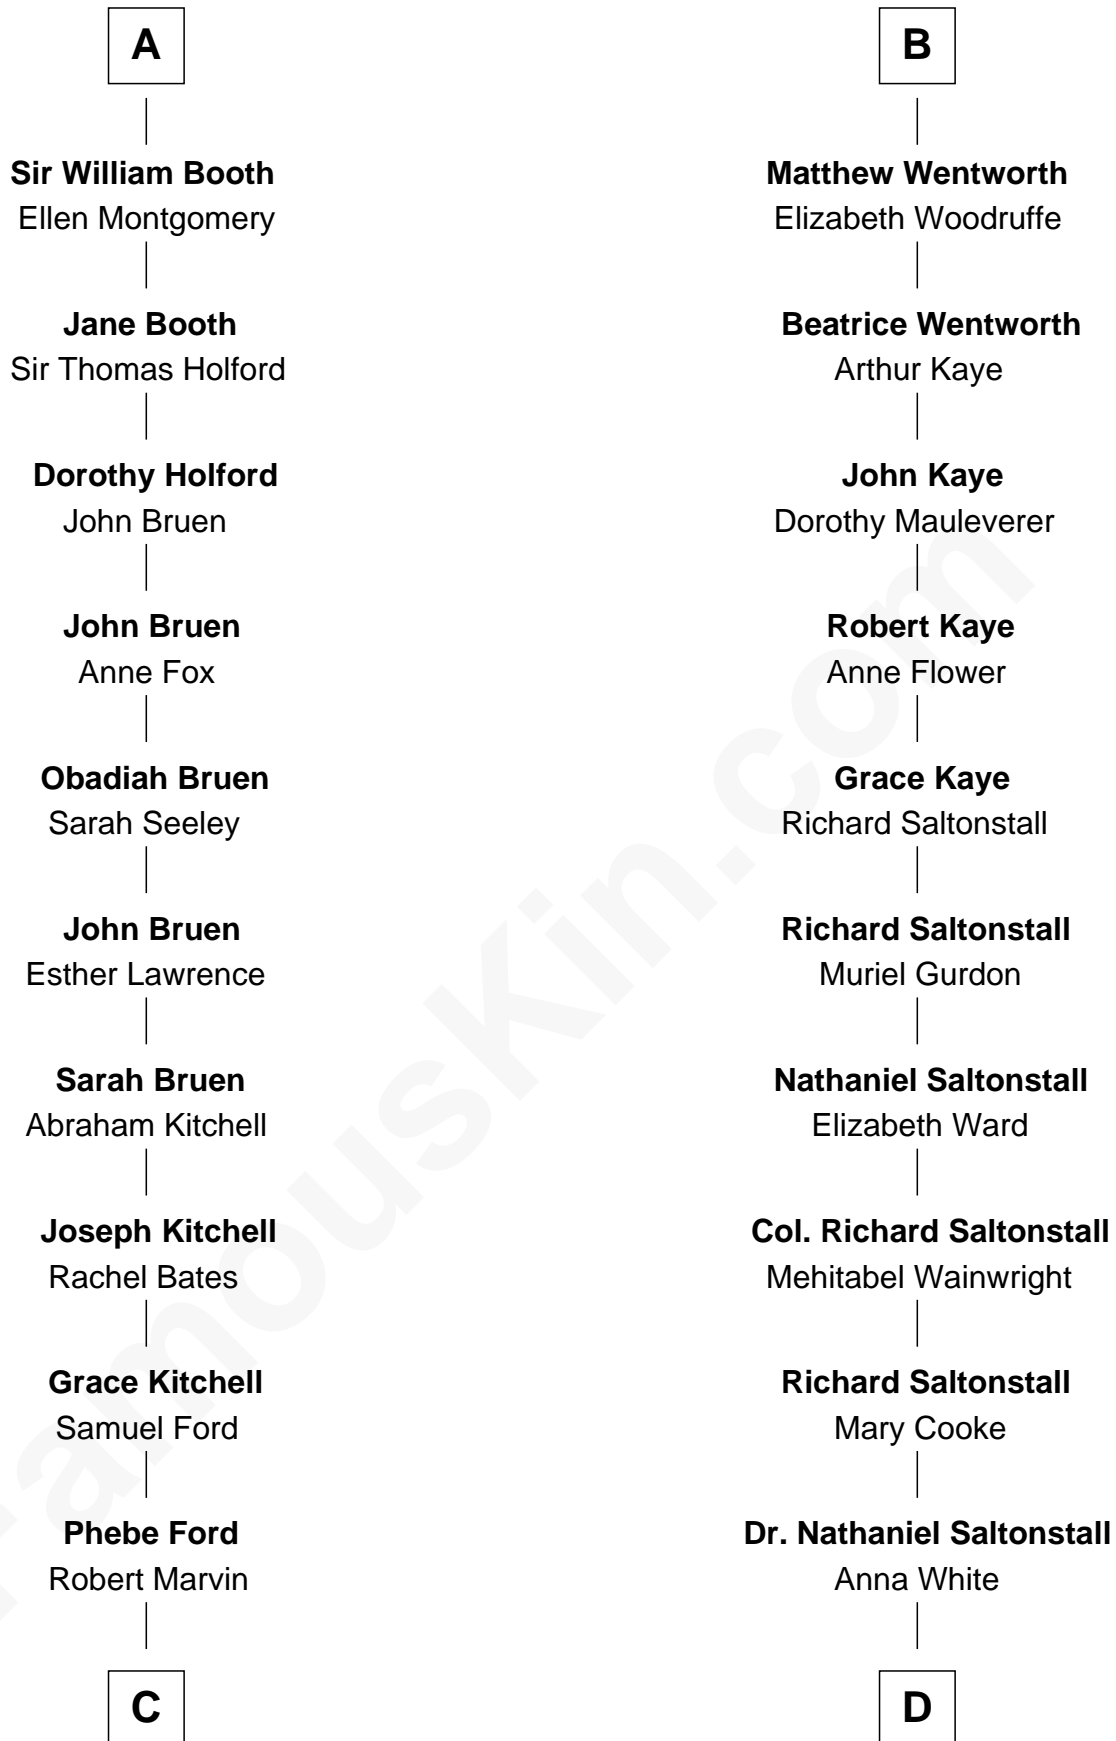 A
Sir William Booth
Ellen Montgomery
Jane Booth
Sir Thomas Holford
Dorothy Holford
John Bruen
John Bruen
Anne Fox
Obadiah Bruen
Sarah Seeley
John Bruen
Esther Lawrence
Sarah Bruen
Abraham Kitchell
Joseph Kitchell
Rachel Bates
Grace Kitchell
Samuel Ford
Phebe Ford
Robert Marvin
C
B
Matthew Wentworth
Elizabeth Woodruffe
Beatrice Wentworth
Arthur Kaye
John Kaye
Dorothy Mauleverer
Robert Kaye
Anne Flower
Grace Kaye
Richard Saltonstall
Richard Saltonstall
Muriel Gurdon
Nathaniel Saltonstall
Elizabeth Ward
Col. Richard Saltonstall
Mehitabel Wainwright
Richard Saltonstall
Mary Cooke
Dr. Nathaniel Saltonstall
Anna White
D
FamousKin.com